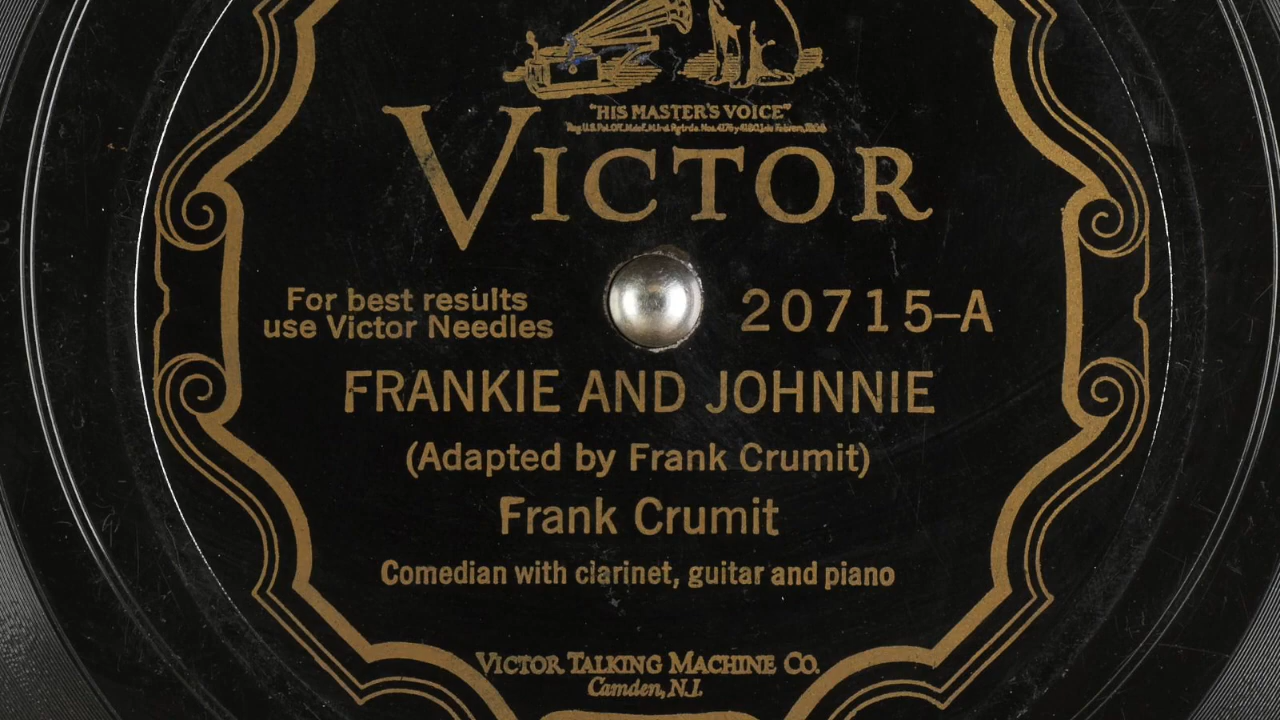 "HIS MASTER'S VOICE"
VICTOR
For best results
use Victor Needles
20715-A
FRANKIE AND JOHNNIE
(Adapted by Frank Crumit)
Frank Crumit
Comedian with clarinet, guitar and piano
VICTOR TALKING MACHINE CO.
Camden, N.J.